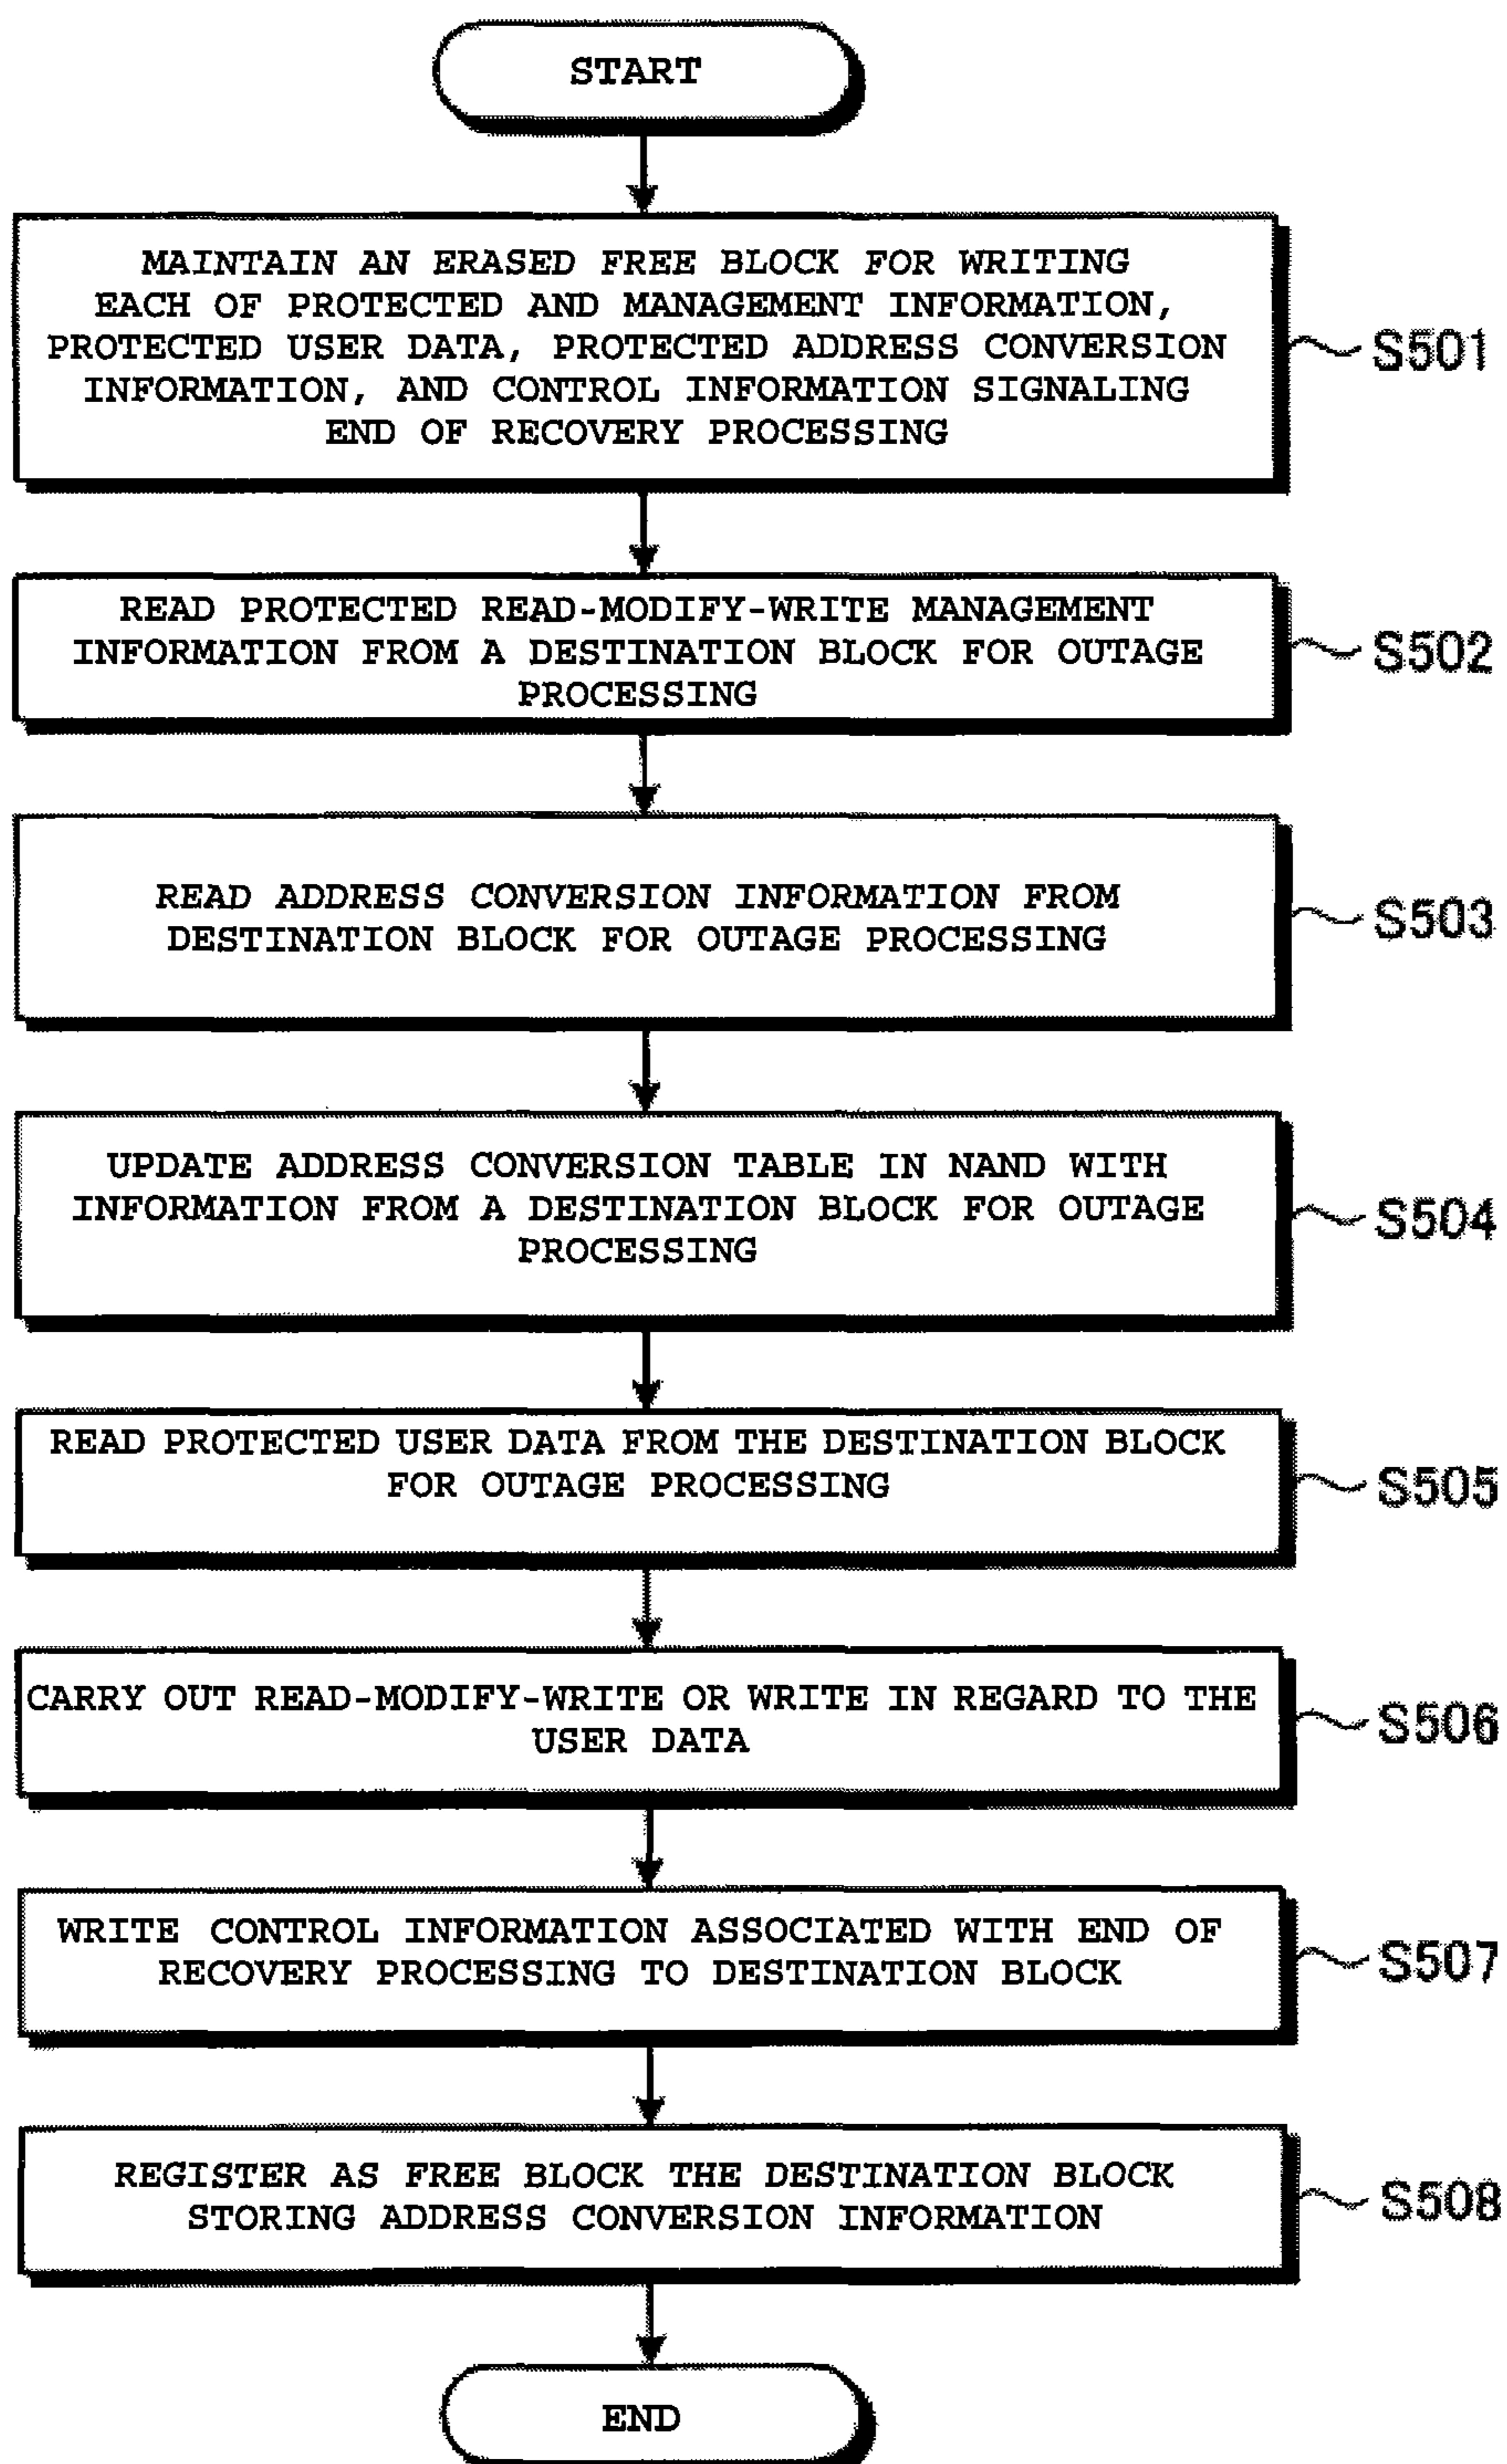 START
MAINTAIN AN ERASED FREE BLOCK FOR WRITING
EACH OF PROTECTED AND MANAGEMENT INFORMATION,
PROTECTED USER DATA, PROTECTED ADDRESS CONVERSION
INFORMATION, AND CONTROL INFORMATION SIGNALING
END OF RECOVERY PROCESSING
S501
READ PROTECTED READ-MODIFY-WRITE MANAGEMENT
INFORMATION FROM A DESTINATION BLOCK FOR OUTAGE
PROCESSING
S502
READ ADDRESS CONVERSION INFORMATION FROM
DESTINATION BLOCK FOR OUTAGE PROCESSING
S503
UPDATE ADDRESS CONVERSION TABLE IN NAND WITH
INFORMATION FROM A DESTINATION BLOCK FOR OUTAGE
PROCESSING
S504
READ PROTECTED USER DATA FROM THE DESTINATION BLOCK
FOR OUTAGE PROCESSING
S505
CARRY OUT READ-MODIFY-WRITE OR WRITE IN REGARD TO THE
USER DATA
S506
WRITE CONTROL INFORMATION ASSOCIATED WITH END OF
RECOVERY PROCESSING TO DESTINATION BLOCK
S507
REGISTER AS FREE BLOCK THE DESTINATION BLOCK
STORING ADDRESS CONVERSION INFORMATION
S508
END